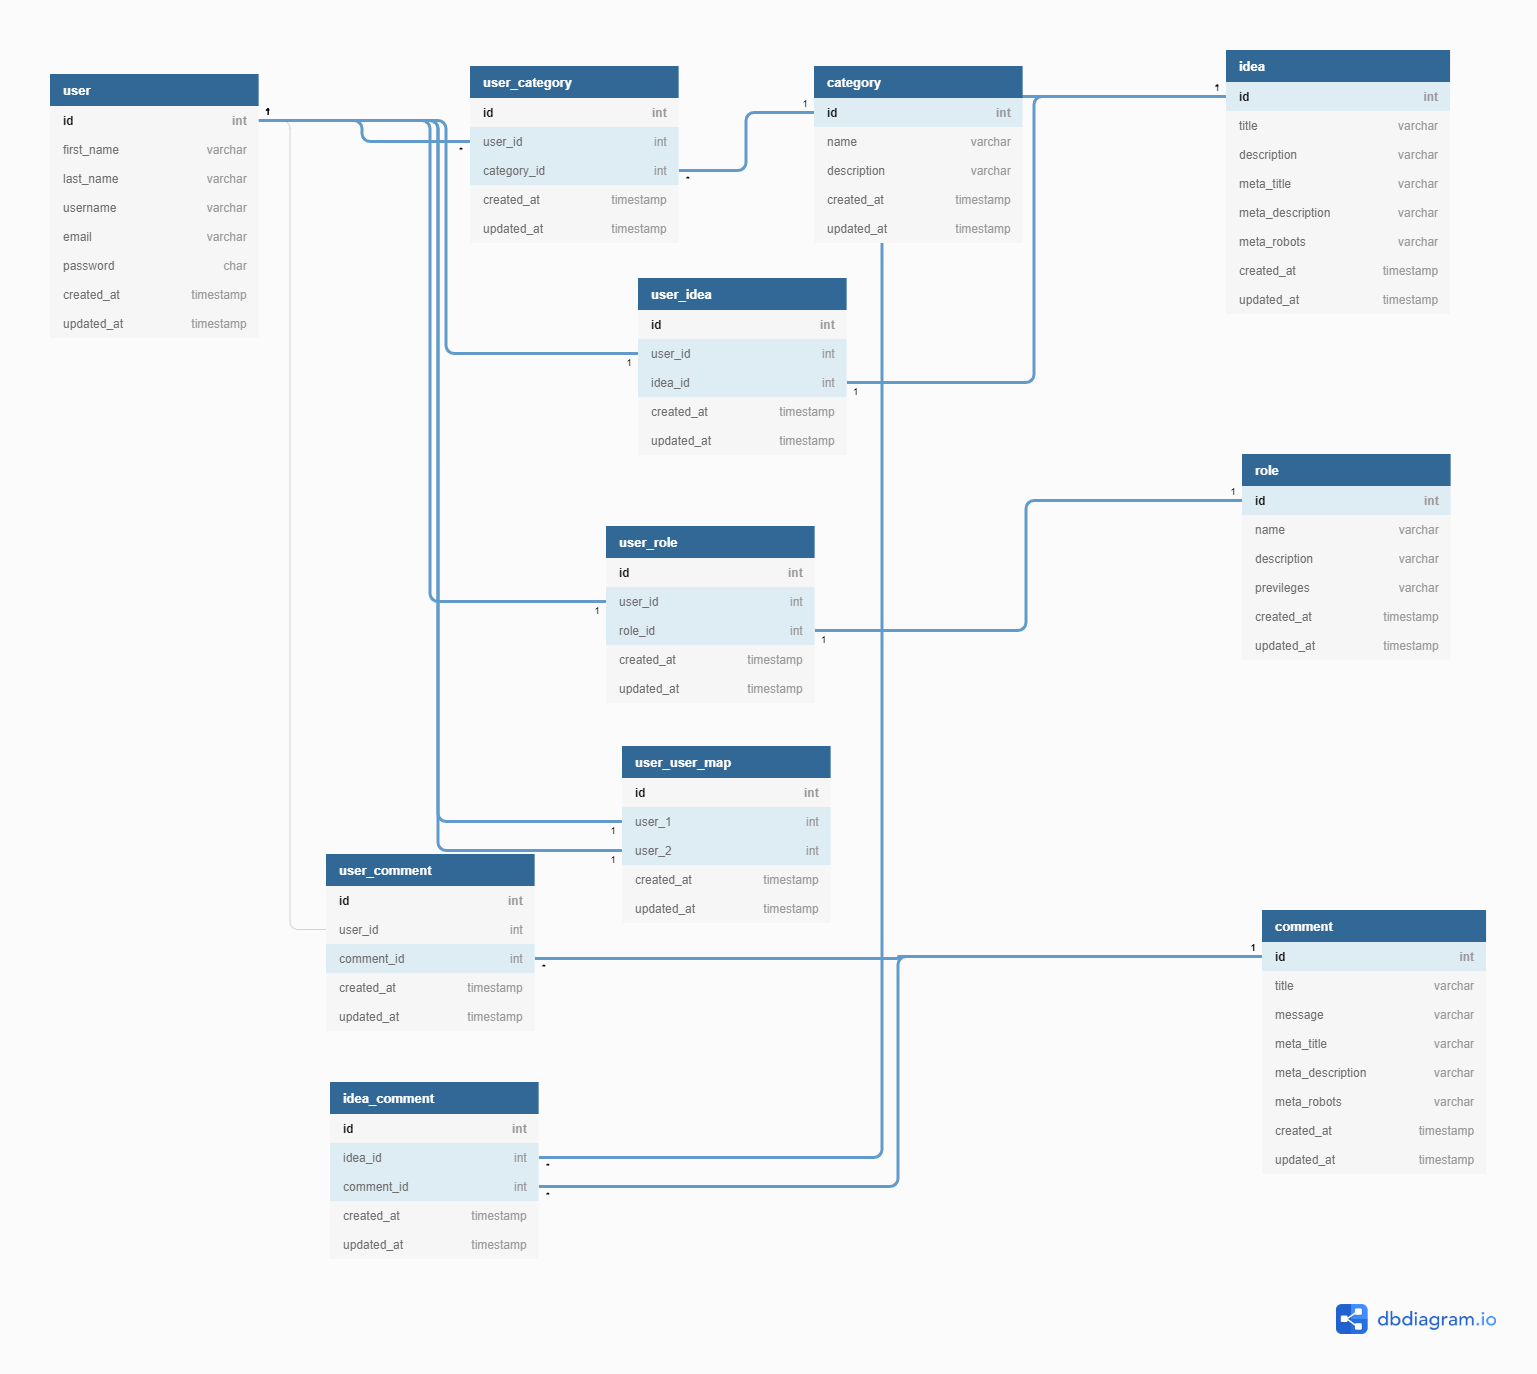 user
id int
first_name varchar
last_name varchar
username varchar
email varchar
password char
created_at timestamp
updated_at timestamp
1
user_category
id int
user_id int
category_id int
created_at timestamp
updated_at timestamp
*
*
category
id int
name varchar
description varchar
created_at timestamp
updated_at timestamp
1
idea
id int
title varchar
description varchar
meta_title varchar
meta_description varchar
meta_robots varchar
created_at timestamp
updated_at timestamp
1
user_idea
id int
user_id int
idea_id int
created_at timestamp
updated_at timestamp
1
1
role
id int
name varchar
description varchar
previleges varchar
created_at timestamp
updated_at timestamp
1
user_role
id int
user_id int
role_id int
created_at timestamp
updated_at timestamp
1
1
user_user_map
id int
user_1 int
user_2 int
created_at timestamp
updated_at timestamp
1
1
user_comment
id int
user_id int
comment_id int
created_at timestamp
updated_at timestamp
*
comment
id int
title varchar
message varchar
meta_title varchar
meta_description varchar
meta_robots varchar
created_at timestamp
updated_at timestamp
1
idea_comment
id int
idea_id int
comment_id int
created_at timestamp
updated_at timestamp
*
*
dbdiagram.io